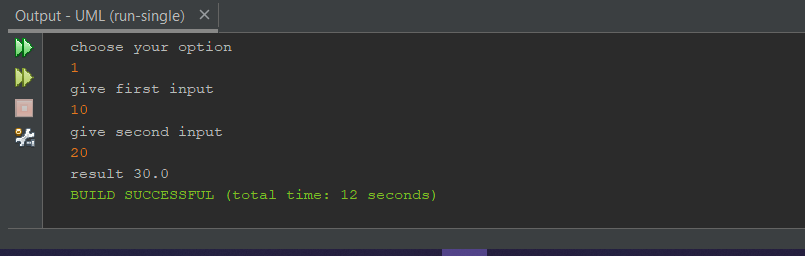 Output - UML (run-single)
choose your option
1
give first input
10
give second input
20
result 30.0
BUILD SUCCESSFUL (total time: 12 seconds)